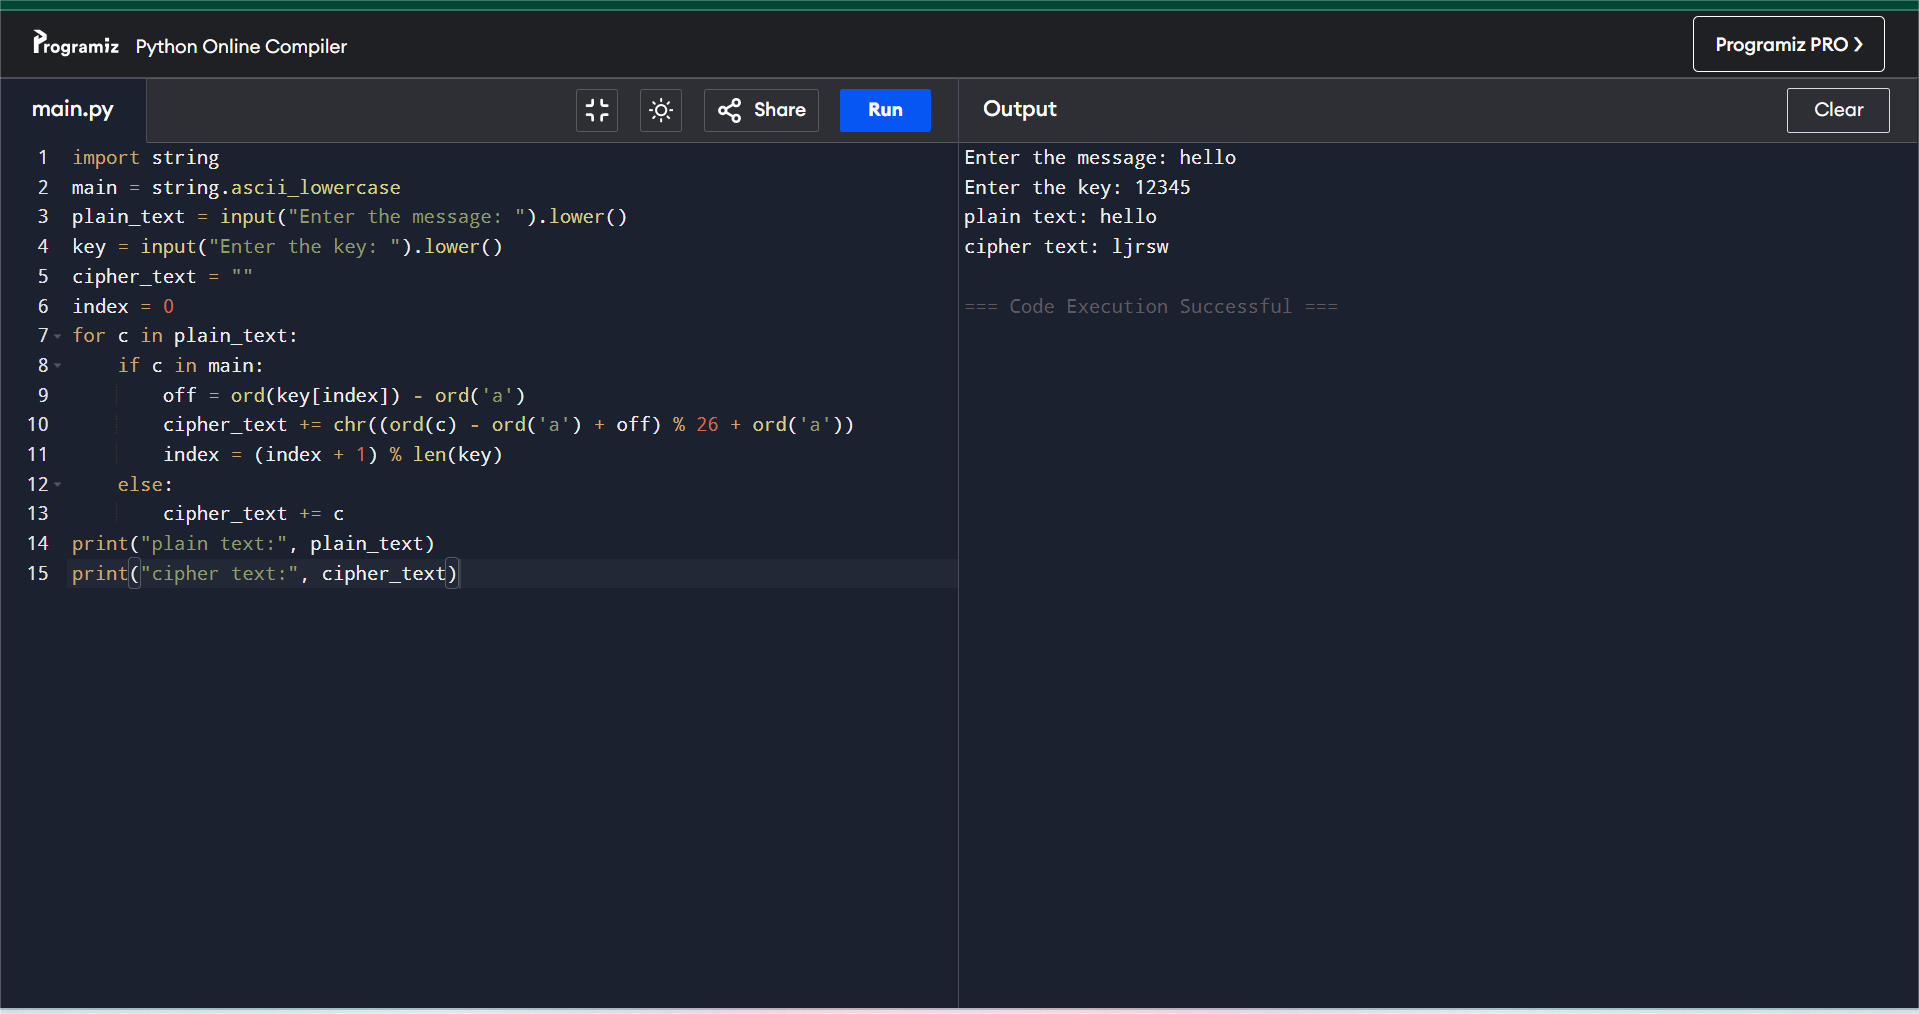 Programiz Python Online Compiler
Programiz PRO ❯
main.py
Share
Run
Output
Clear
1 import string
2 main = string.ascii_lowercase
3 plain_text = input("Enter the message: ").lower()
4 key = input("Enter the key: ").lower()
5 cipher_text = ""
6 index = 0
7 for c in plain_text:
8     if c in main:
9         off = ord(key[index]) - ord('a')
10         cipher_text += chr((ord(c) - ord('a') + off) % 26 + ord('a'))
11         index = (index + 1) % len(key)
12     else:
13         cipher_text += c
14 print("plain text:", plain_text)
15 print("cipher text:", cipher_text)
Enter the message: hello
Enter the key: 12345
plain text: hello
cipher text: ljrsw
=== Code Execution Successful ===